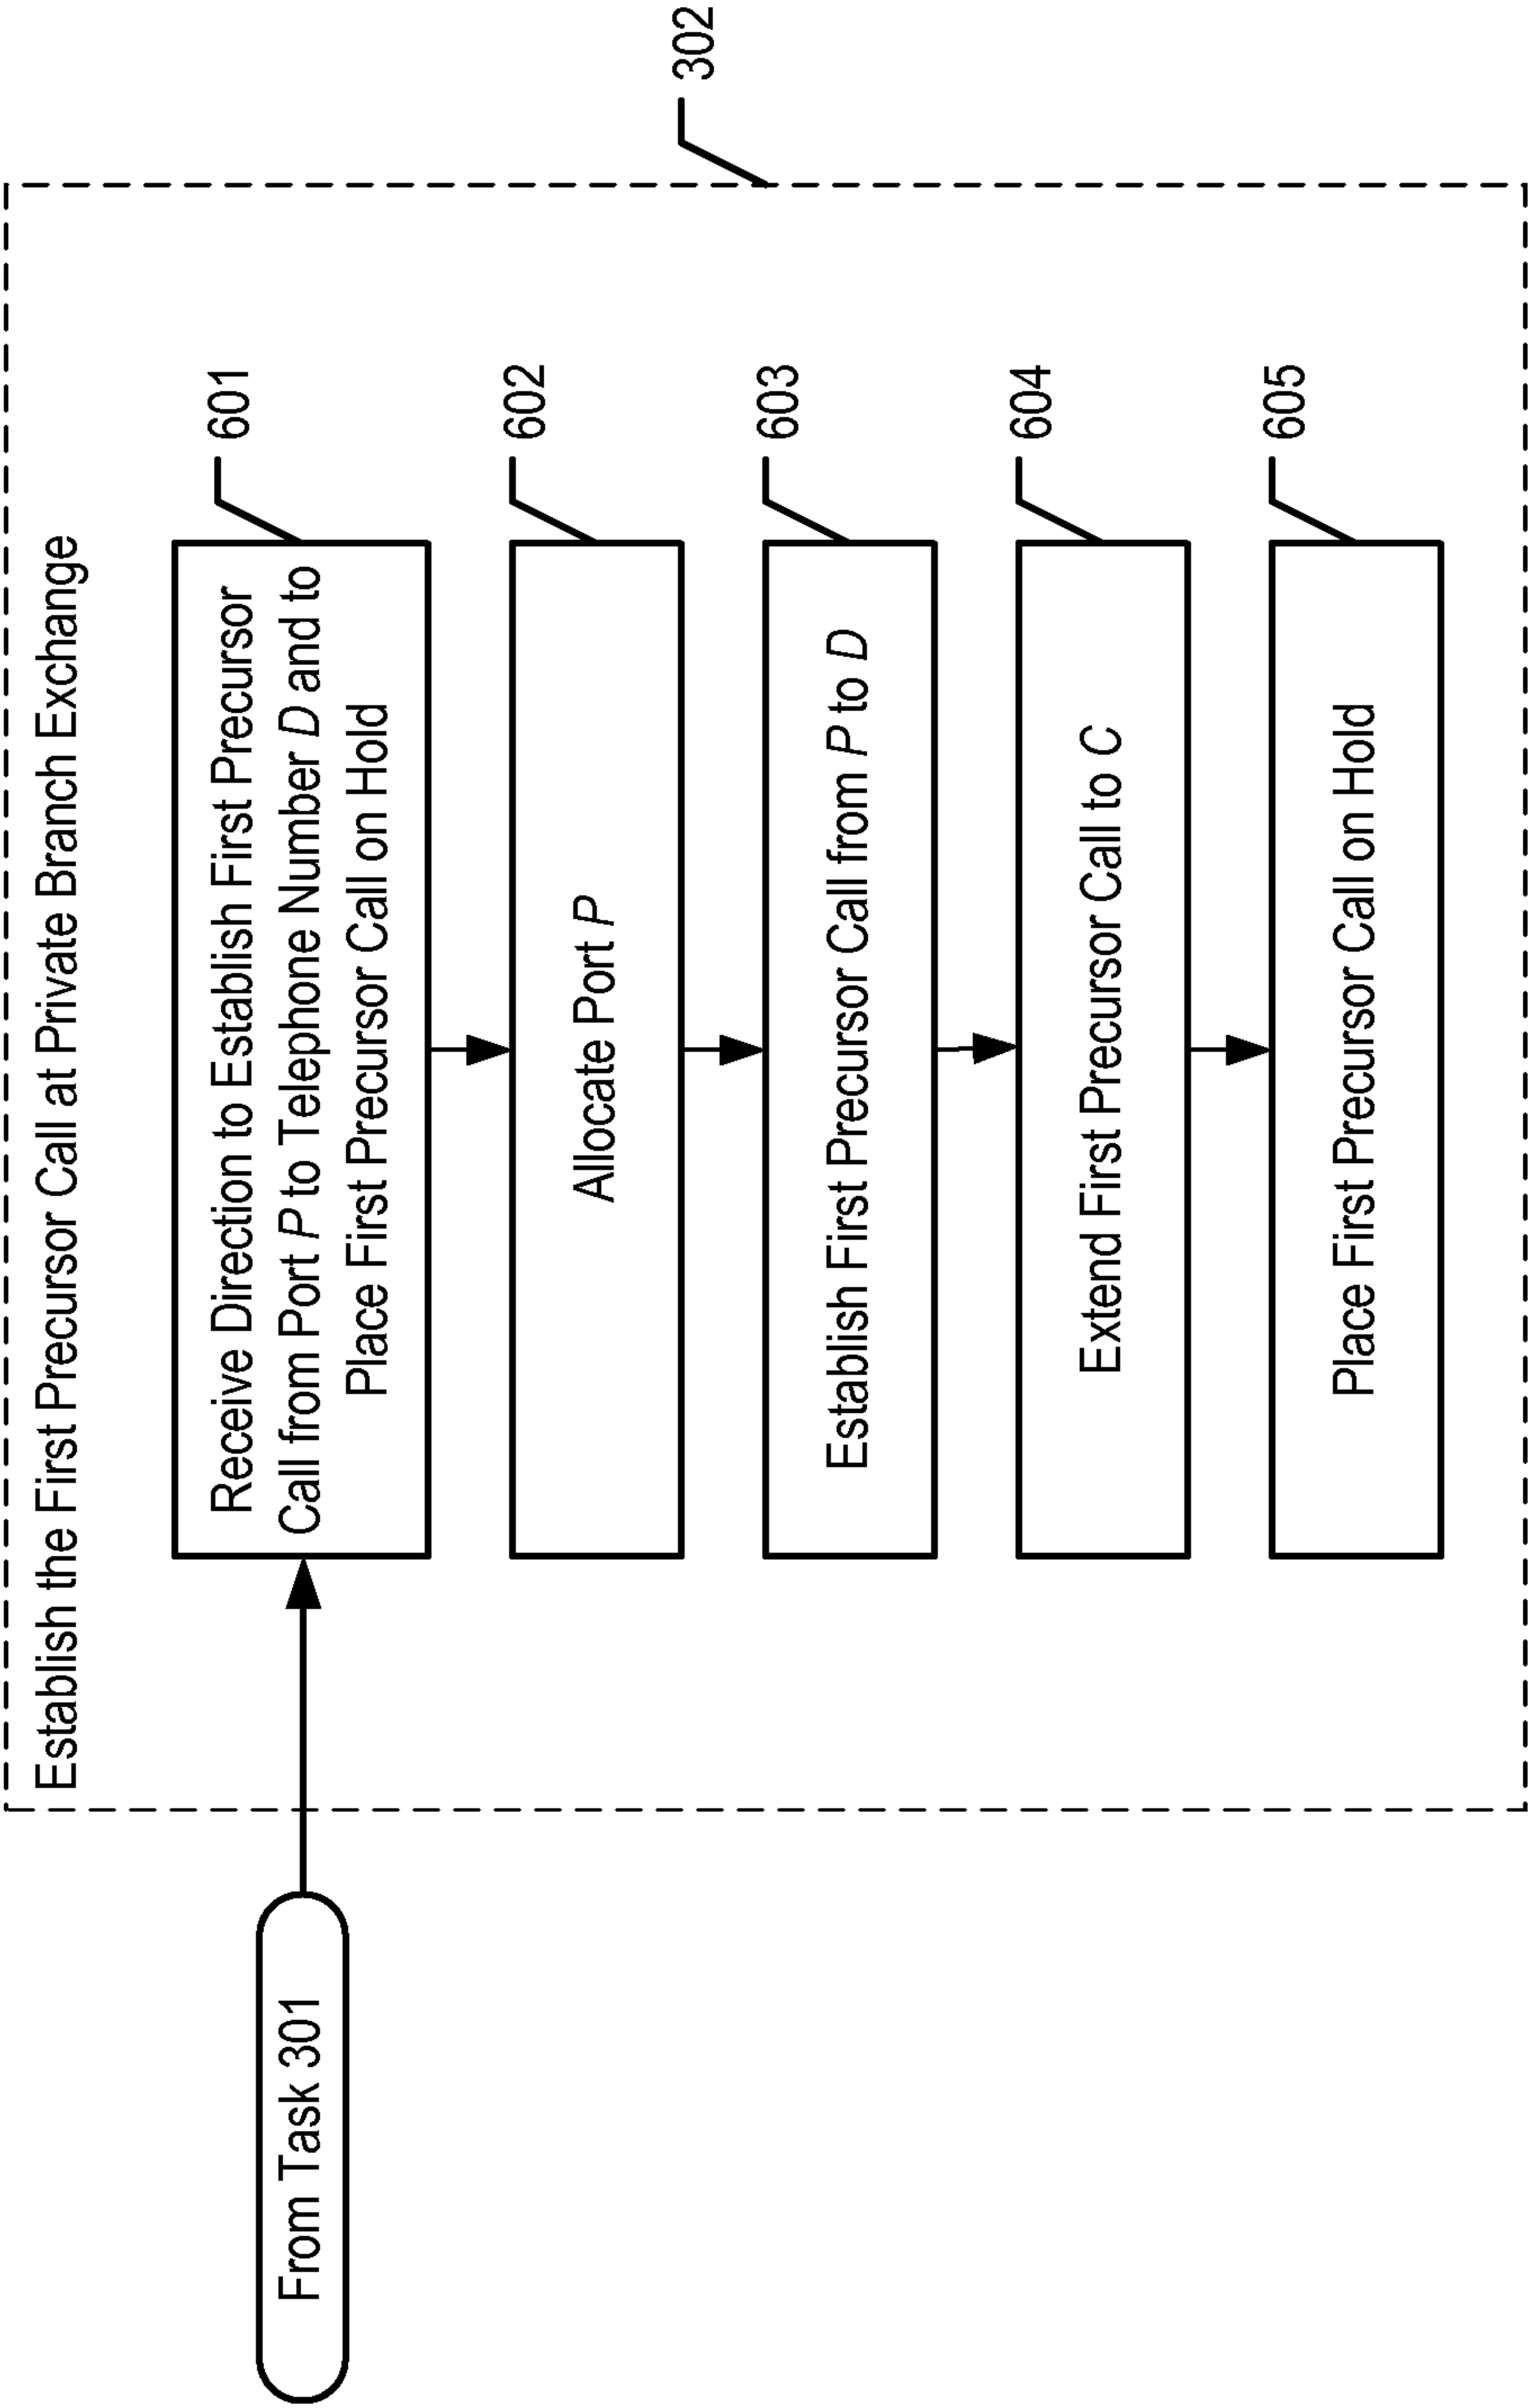 Establish the First Precursor Call at Private Branch Exchange
302
From Task 301
Receive Direction to Establish First Precursor
Call from Port P to Telephone Number D and to
Place First Precursor Call on Hold
601
Allocate Port P
602
Establish First Precursor Call from P to D
603
Extend First Precursor Call to C
604
Place First Precursor Call on Hold
605